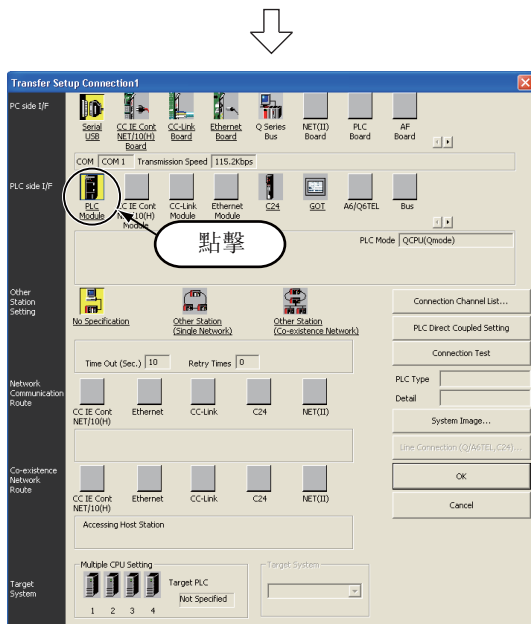 Transfer Setup Connection1
PC side I/F
Serial USB
CC IE Cont NET/10(H) Board
CC-Link Board
Ethernet Board
Q Series Bus
NET(II) Board
PLC Board
AF Board
COM COM 1 Transmission Speed 115.2Kbps
PLC side I/F
PLC Module
CC IE Cont NET/10(H) Module
CC-Link Module
Ethernet Module
C24
GOT
A6/Q6TEL
Bus
點擊
PLC Mode QCPU(Qmode)
Other Station Setting
No Specification
Other Station (Single Network)
Other Station (Co-existence Network)
Time Out (Sec.) 10 Retry Times 0
Connection Channel List...
PLC Direct Coupled Setting
Connection Test
PLC Type
Detail
System Image...
Line Connection (Q/A6TEL,C24)...
OK
Cancel
Network Communication Route
CC IE Cont NET/10(H)
Ethernet
CC-Link
C24
NET(II)
Co-existence Network Route
CC IE Cont NET/10(H)
Ethernet
CC-Link
C24
NET(II)
Accessing Host Station
Target System
Multiple CPU Setting
1 2 3 4
Target PLC
Not Specified
Target System